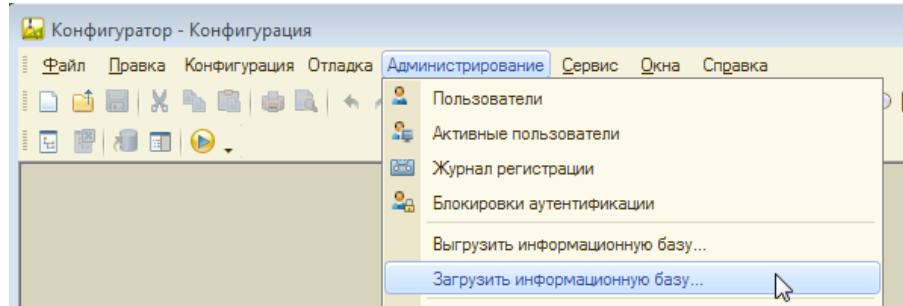 Конфигуратор - Конфигурация
Файл Правка Конфигурация Отладка Администрирование Сервис Окна Справка
Пользователи
Активные пользователи
Журнал регистрации
Блокировки аутентификации
Выгрузить информационную базу...
Загрузить информационную базу...